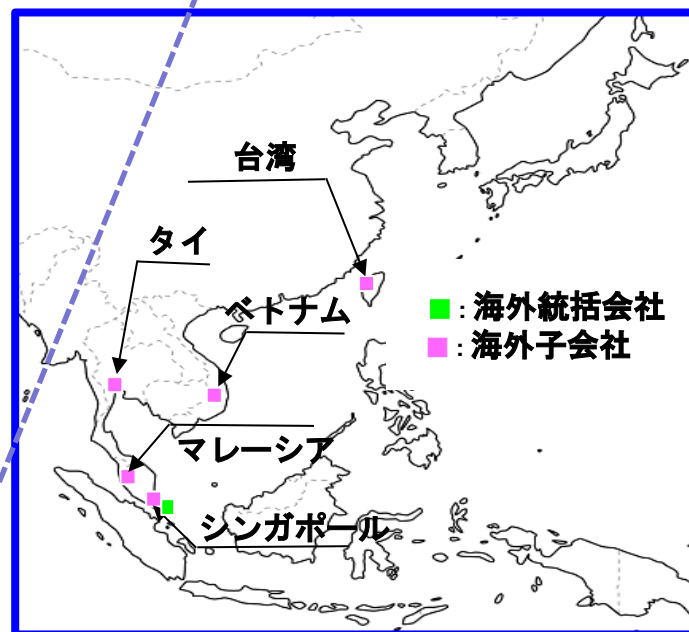 台湾
タイ
ベトナム
: 海外統括会社
: 海外子会社
マレーシア
シンガポール